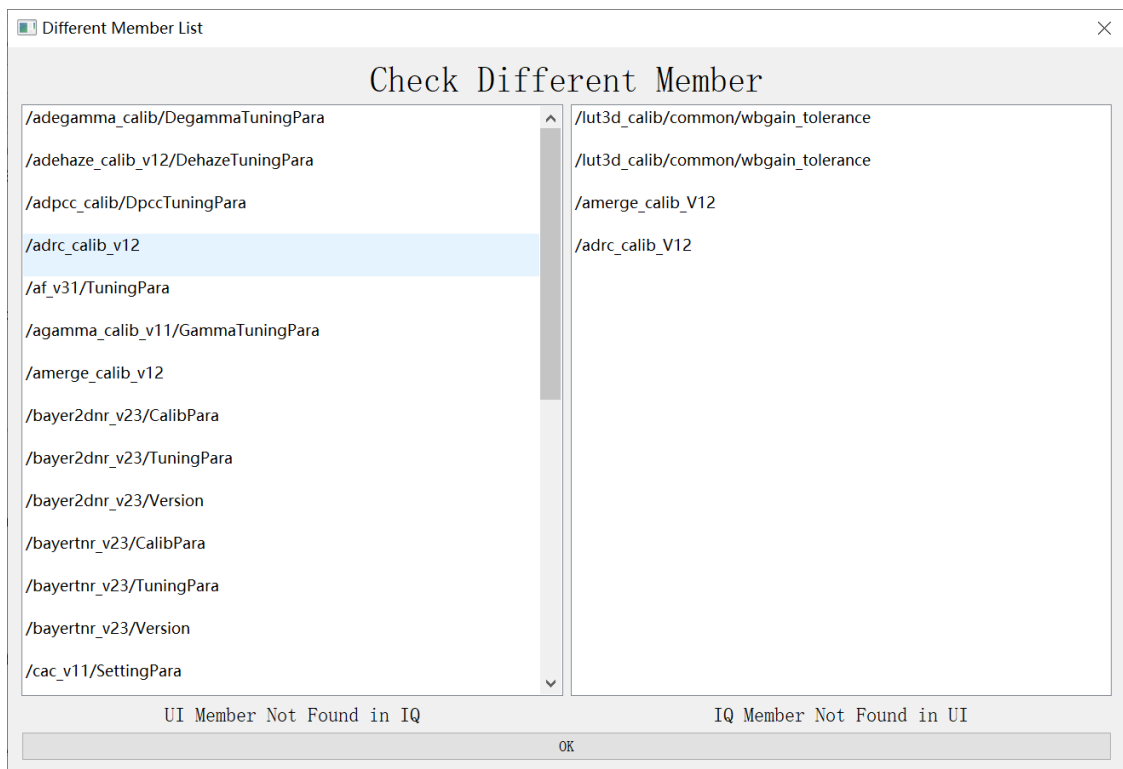 Different Member List
Check Different Member
/adegamma_calib/DegammaTuningPara
/adehaze_calib_v12/DehazeTuningPara
/adpcc_calib/DpccTuningPara
/adrc_calib_v12
/af_v31/TuningPara
/agamma_calib_v11/GammaTuningPara
/amerge_calib_v12
/bayer2dnr_v23/CalibPara
/bayer2dnr_v23/TuningPara
/bayer2dnr_v23/Version
/bayertnr_v23/CalibPara
/bayertnr_v23/TuningPara
/bayertnr_v23/Version
/cac_v11/SettingPara
UI Member Not Found in IQ
/lut3d_calib/common/wbgain_tolerance
/lut3d_calib/common/wbgain_tolerance
/amerge_calib_V12
/adrc_calib_V12
IQ Member Not Found in UI
OK